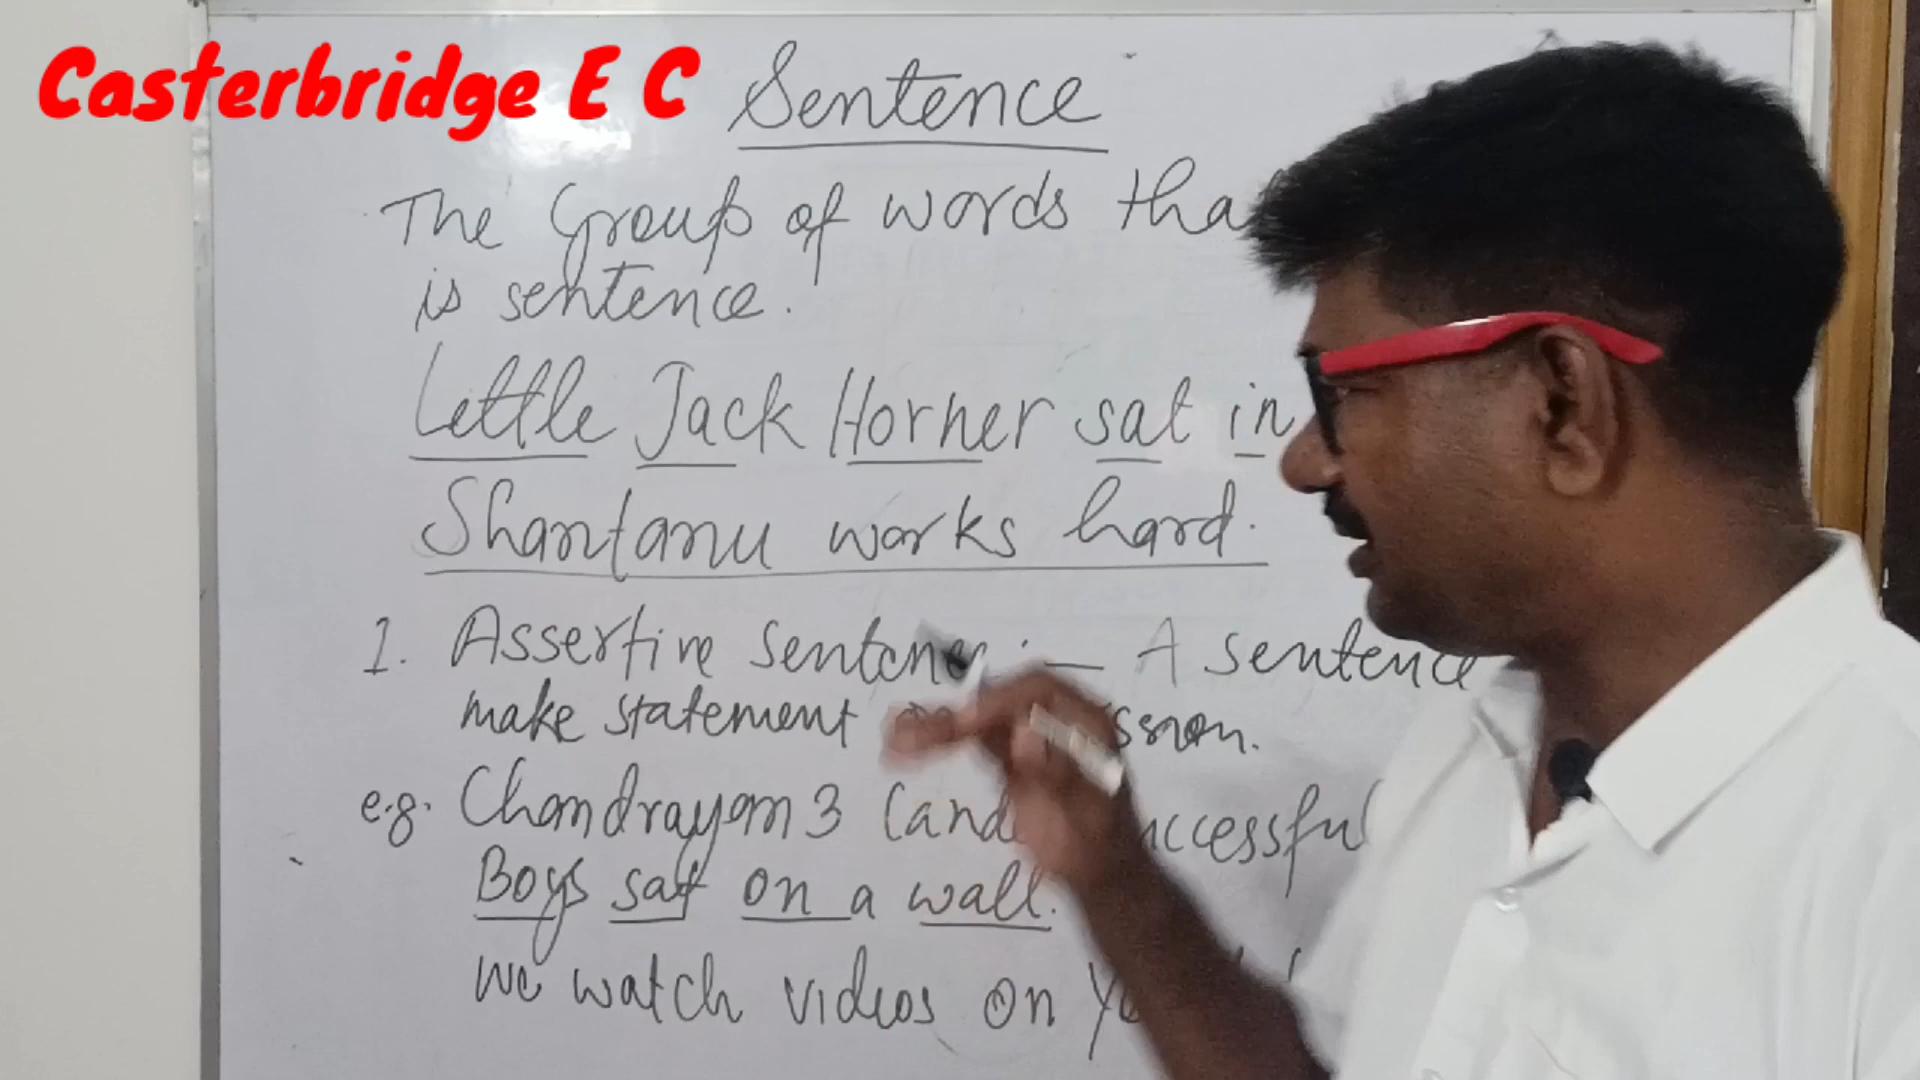 Casterbridge E C
Sentence
The Group of words tha
is sentence.
Little Jack Horner sat in
Shantanu works hard.
1. Assertive Sentence :— A sentence
make statement
e.g. Chandrayan 3 Land
Boys sat on a wall.
we watch videos on